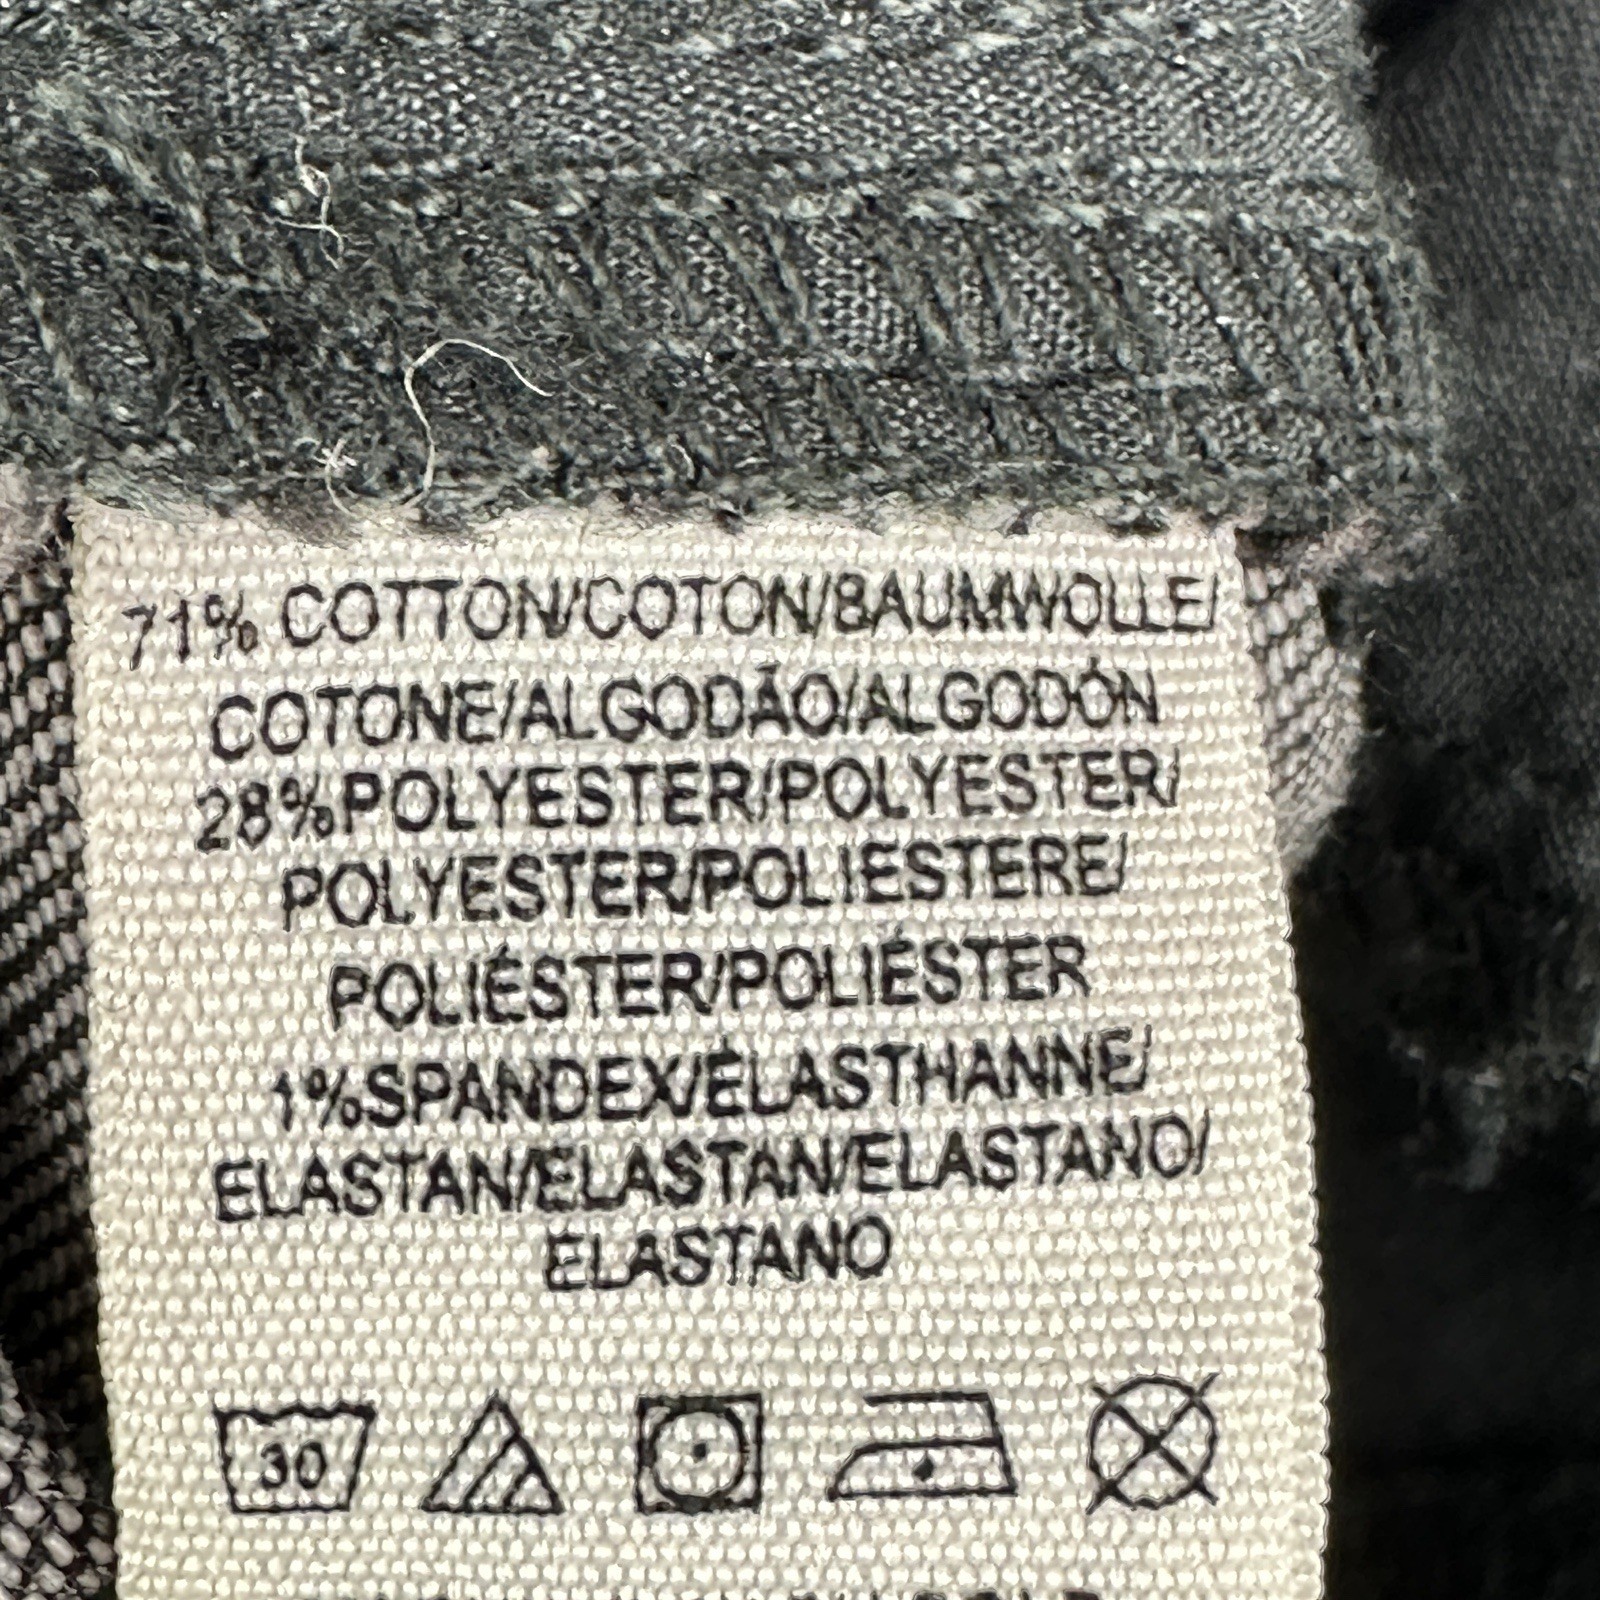 71% COTTON/COTON/BAUMWOLLE/
COTONE/ALGODÃO/ALGODÓN
28%POLYESTER/POLYESTER/
POLYESTER/POLIESTERE/
POLIÉSTER/POLIÉSTER
1%SPANDEX/ÉLASTHANNE/
ELASTAN/ELASTAN/ELASTANO/
ELASTANO
30